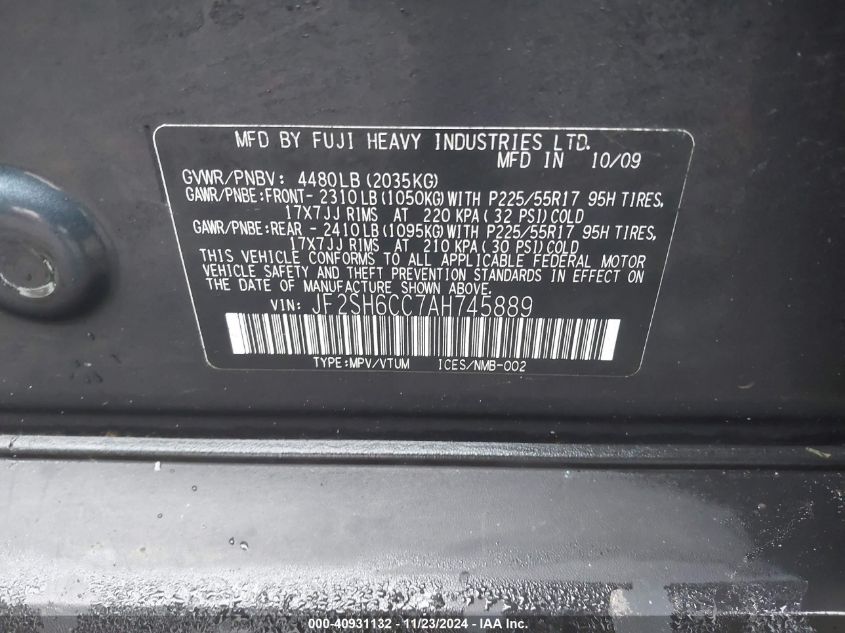 MFD BY FUJI HEAVY INDUSTRIES LTD.
MFD IN 10/09
GVWR/PNBV: 4480LB(2035KG)
GAWR/PNBE:FRONT- 2310LB(1050KG)WITH P225/55R17 95H TIRES,
17X7JJ RIMS AT 220 KPA( 32 PSI)COLD
GAWR/PNBE:REAR - 2410LB(1095KG)WITH P225/55R17 95H TIRES,
17X7JJ RIMS AT 210 KPA( 30 PSI)COLD
THIS VEHICLE CONFORMS TO ALL APPLICABLE FEDERAL MOTOR
VEHICLE SAFETY AND THEFT PREVENTION STANDARDS IN EFFECT ON
THE DATE OF MANUFACTURE SHOWN ABOVE.
VIN: JF2SH6CC7AH745889
TYPE:MPV/VTUM ICES/NMB-002
000-40931132 - 11/23/2024 - IAA Inc.